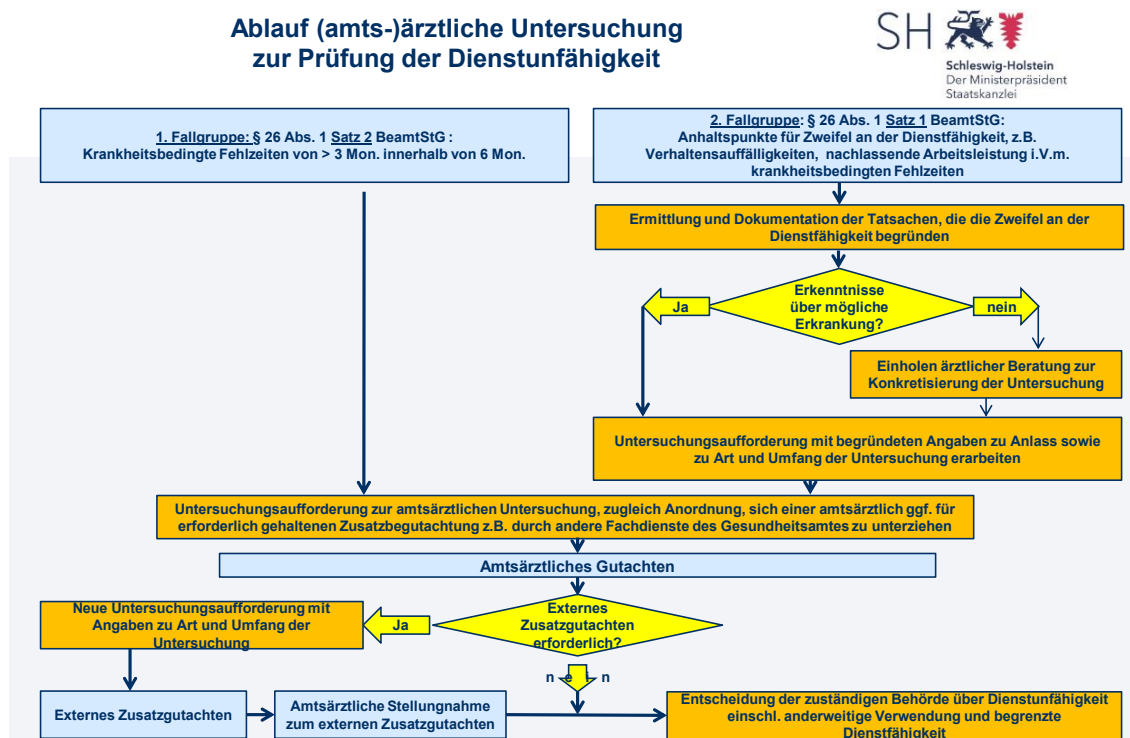 Ablauf (amts-)ärztliche Untersuchung
zur Prüfung der Dienstunfähigkeit
SH
Schleswig-Holstein
Der Ministerpräsident
Staatskanzlei
1. Fallgruppe: § 26 Abs. 1 Satz 2 BeamtStG :
Krankheitsbedingte Fehlzeiten von > 3 Mon. innerhalb von 6 Mon.
2. Fallgruppe: § 26 Abs. 1 Satz 1 BeamtStG:
Anhaltspunkte für Zweifel an der Dienstfähigkeit, z.B.
Verhaltensauffälligkeiten, nachlassende Arbeitsleistung i.V.m.
krankheitsbedingten Fehlzeiten
Ermittlung und Dokumentation der Tatsachen, die die Zweifel an der
Dienstfähigkeit begründen
Erkenntnisse
über mögliche
Erkrankung?
Ja
nein
Einholen ärztlicher Beratung zur
Konkretisierung der Untersuchung
Untersuchungsaufforderung mit begründeten Angaben zu Anlass sowie
zu Art und Umfang der Untersuchung erarbeiten
Untersuchungsaufforderung zur amtsärztlichen Untersuchung, zugleich Anordnung, sich einer amtsärztlich ggf. für
erforderlich gehaltenen Zusatzbegutachtung z.B. durch andere Fachdienste des Gesundheitsamtes zu unterziehen
Amtsärztliches Gutachten
Externes
Zusatzgutachten
erforderlich?
Ja
Neue Untersuchungsaufforderung mit
Angaben zu Art und Umfang der
Untersuchung
n e i n
Externes Zusatzgutachten
Amtsärztliche Stellungnahme
zum externen Zusatzgutachten
Entscheidung der zuständigen Behörde über Dienstunfähigkeit
einschl. anderweitige Verwendung und begrenzte
Dienstfähigkeit